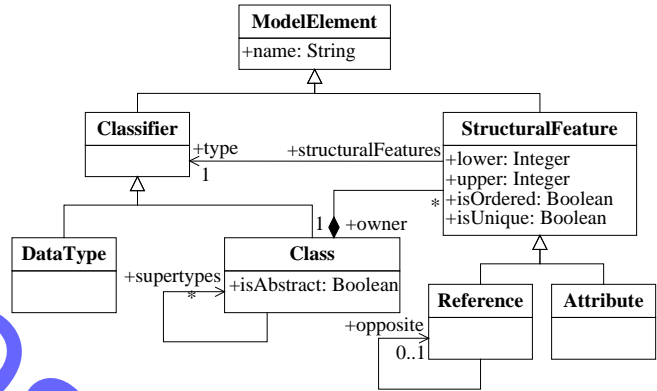 ModelElement
+name: String
Classifier
StructuralFeature
+type
+structuralFeatures
1
+lower: Integer
+upper: Integer
+isOrdered: Boolean
+isUnique: Boolean
*
1
+owner
DataType
Class
+supertypes
*
+isAbstract: Boolean
Reference
Attribute
+opposite
0..1